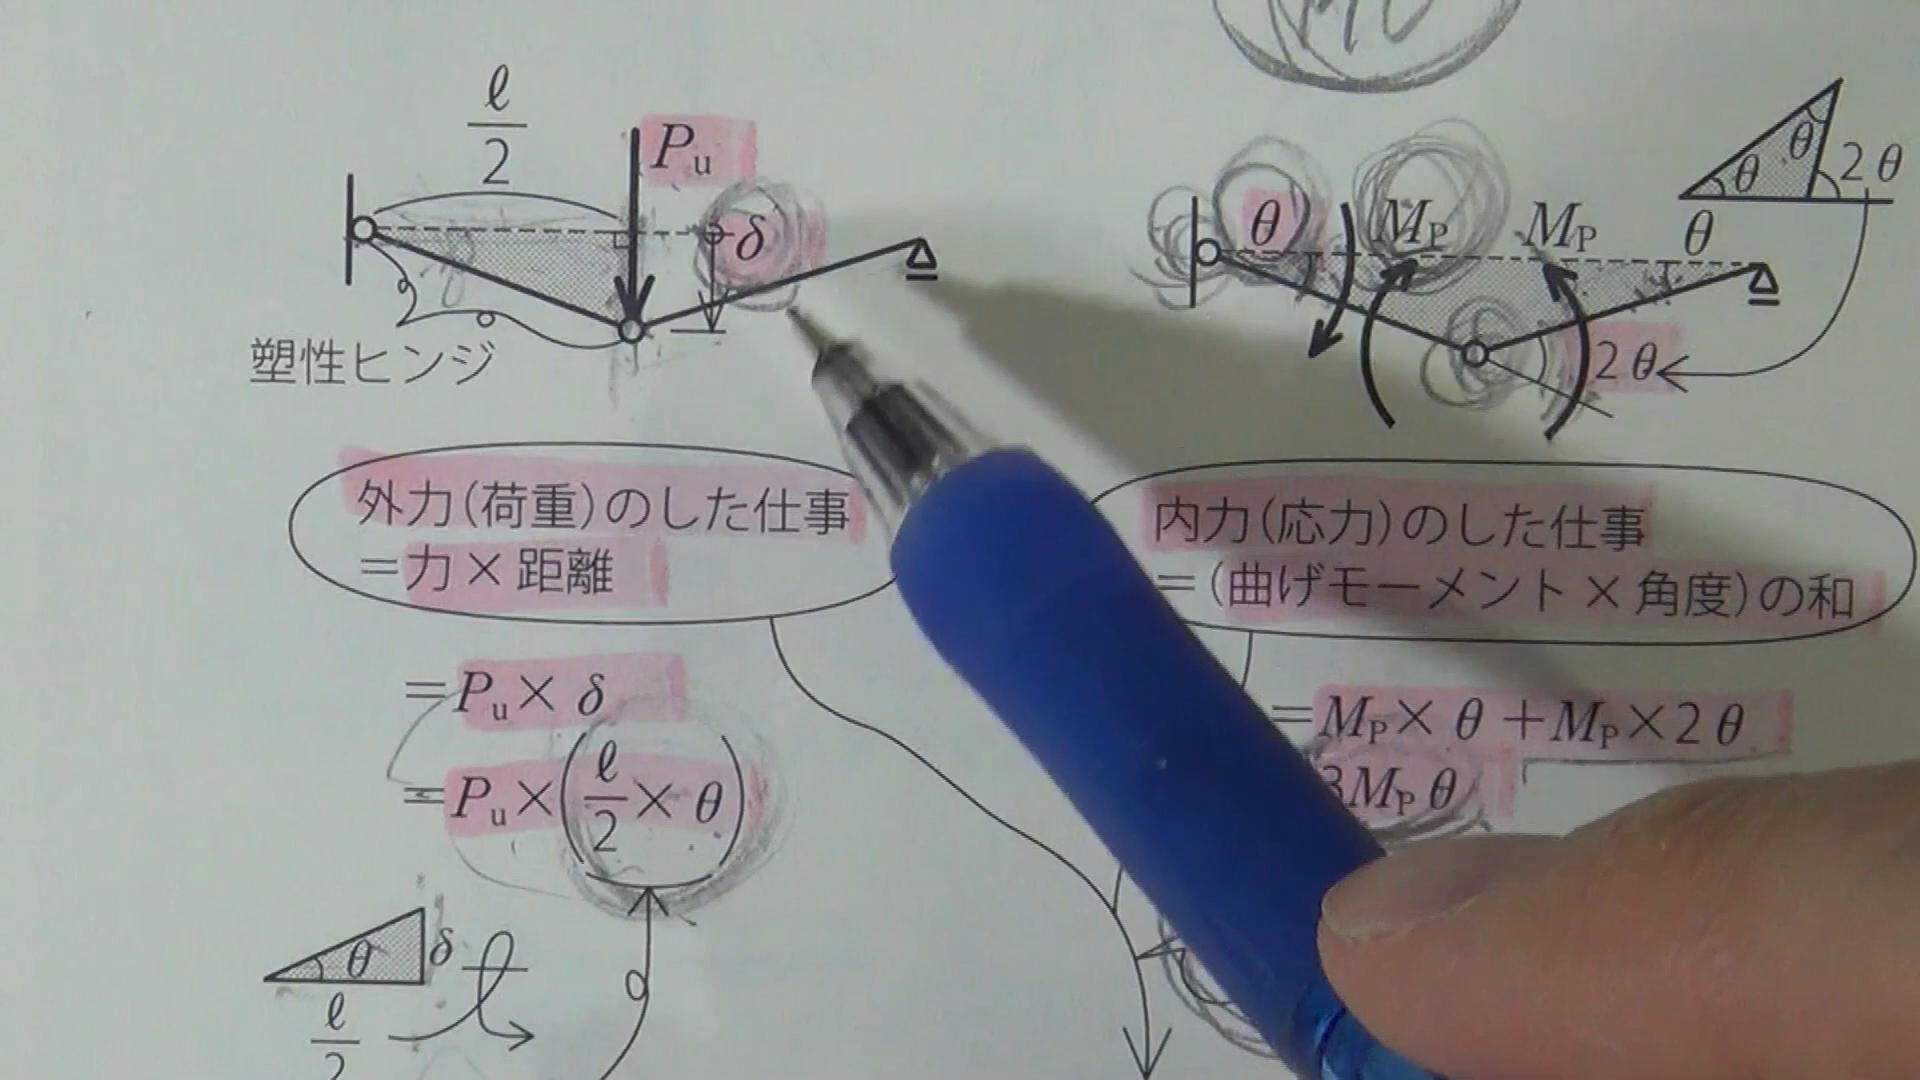 ℓ/2
Pu
δ
塑性ヒンジ
外力(荷重)のした仕事
=力×距離
=Pu×δ
=Pu×(ℓ/2×θ)
θ
δ
ℓ/2
θ
MP
MP
θ
2θ
θ
θ
2θ
内力(応力)のした仕事
=(曲げモーメント×角度)の和
=MP×θ+MP×2θ
3MPθ